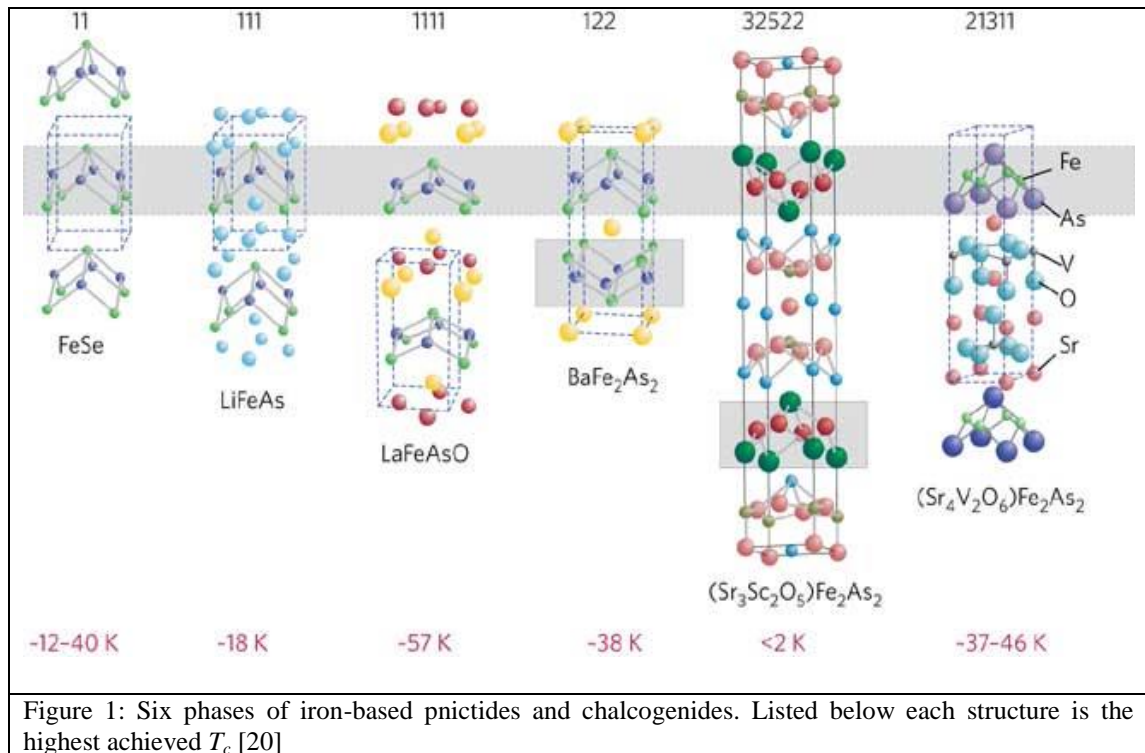 11 111 1111 122 32522 21311
Fe
As
V
O
Sr
FeSe
LiFeAs
LaFeAsO
BaFe₂As₂
(Sr₃Sc₂O₅)Fe₂As₂
(Sr₄V₂O₆)Fe₂As₂
-12–40 K -18 K -57 K -38 K <2 K -37–46 K
Figure 1: Six phases of iron-based pnictides and chalcogenides. Listed below each structure is the
highest achieved T_c [20]